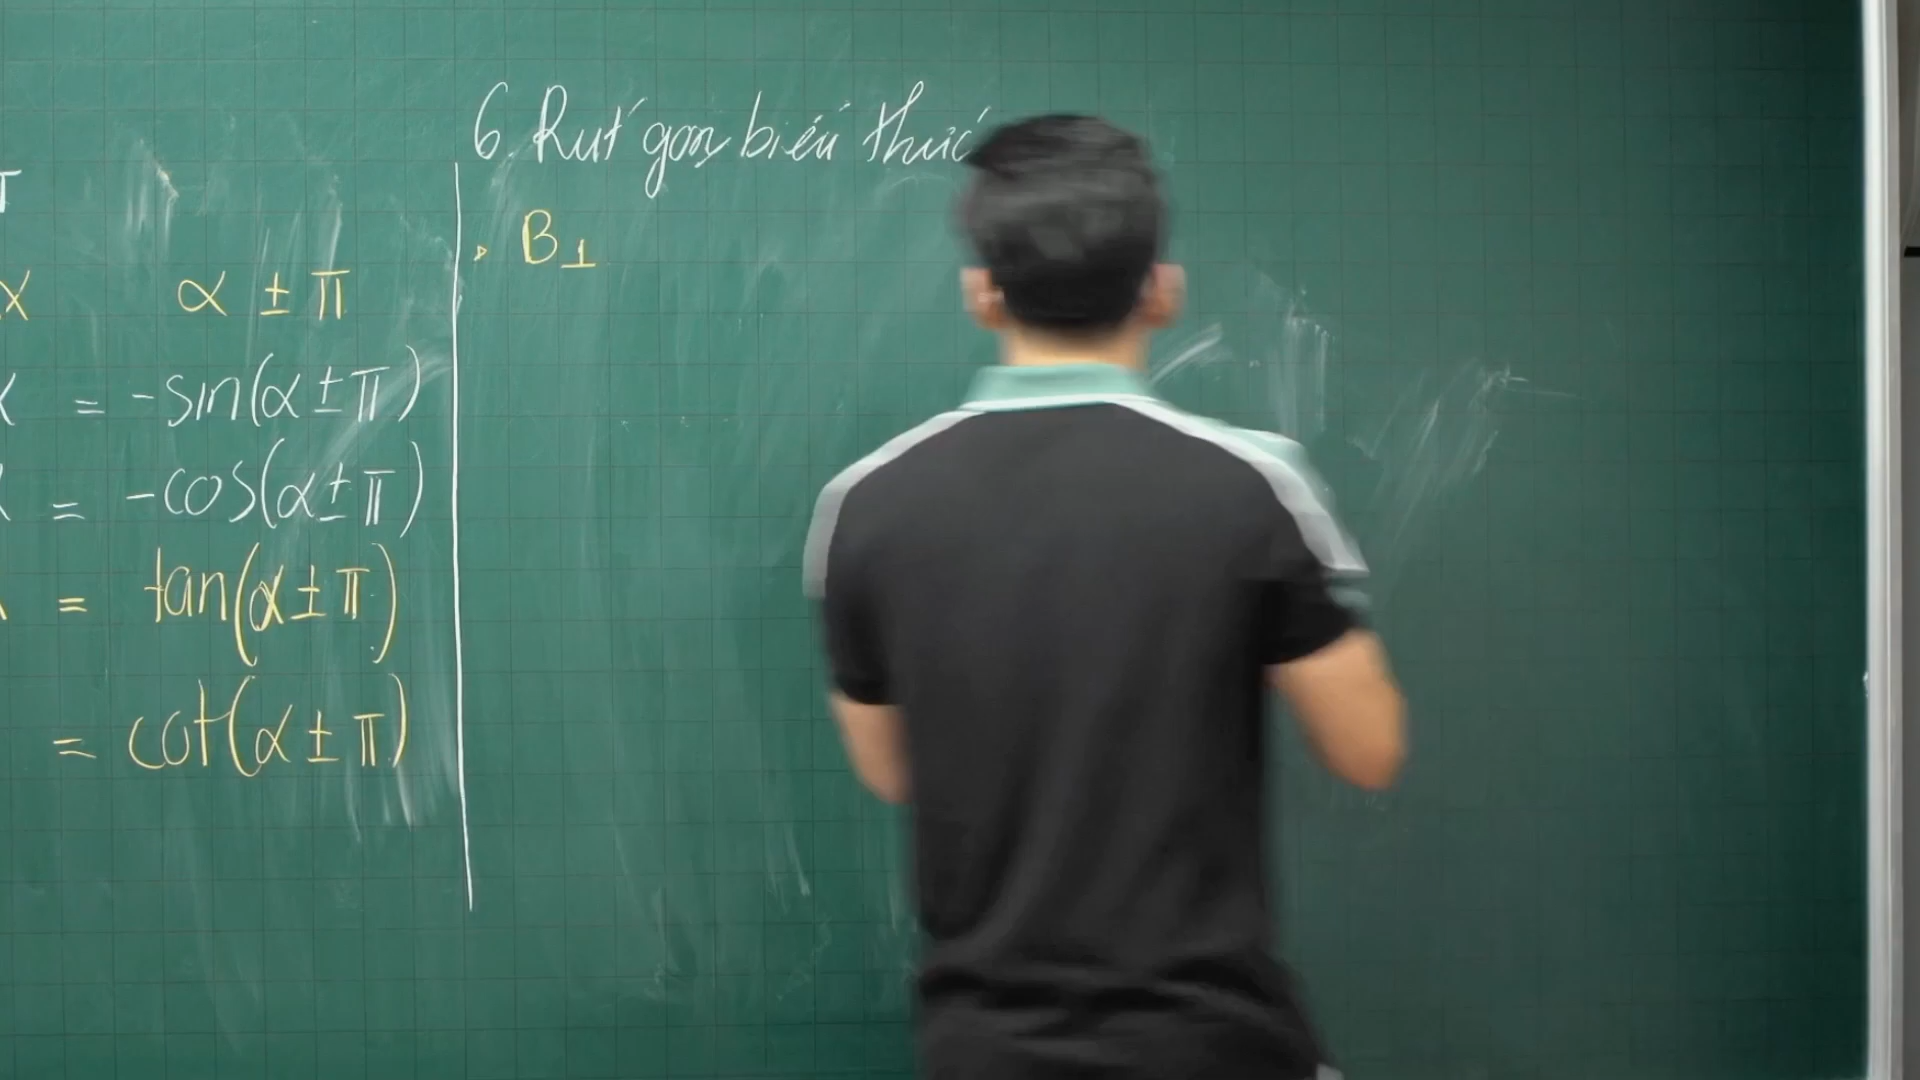 6. Rút gọn biểu thức
B1
α ± π
= -sin(α ± π)
= -cos(α ± π)
= tan(α ± π)
= cot(α ± π)